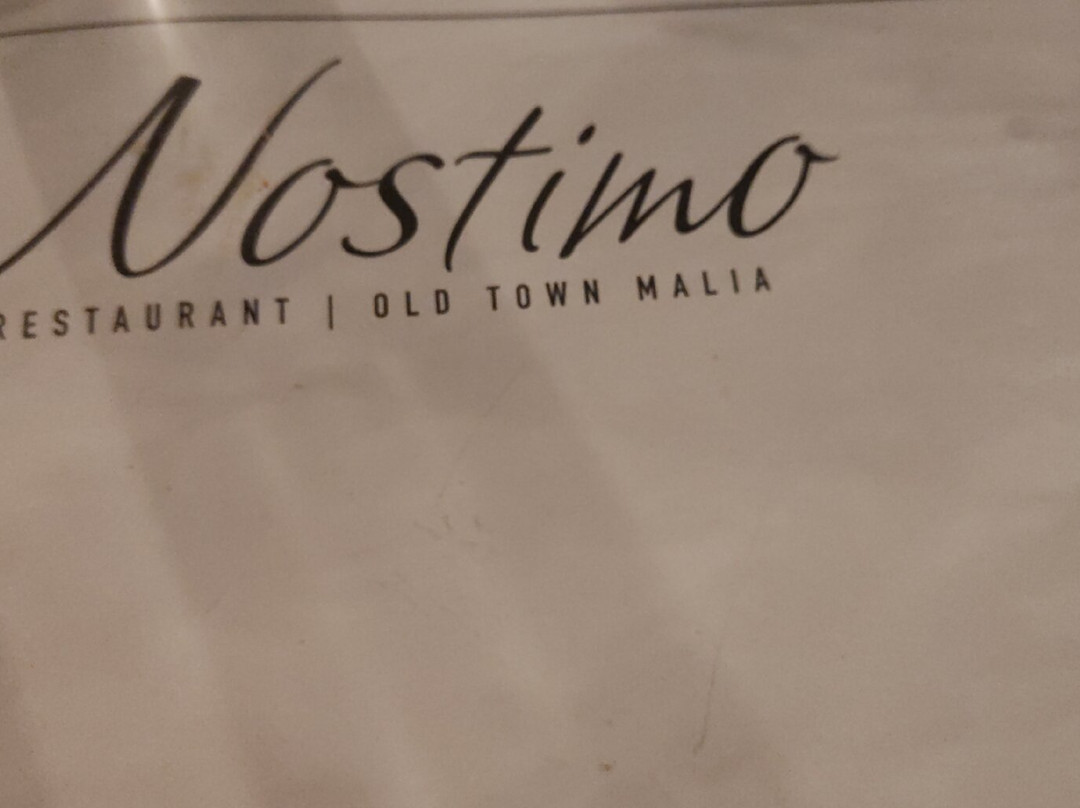 Nostimo
RESTAURANT | OLD TOWN MALIA